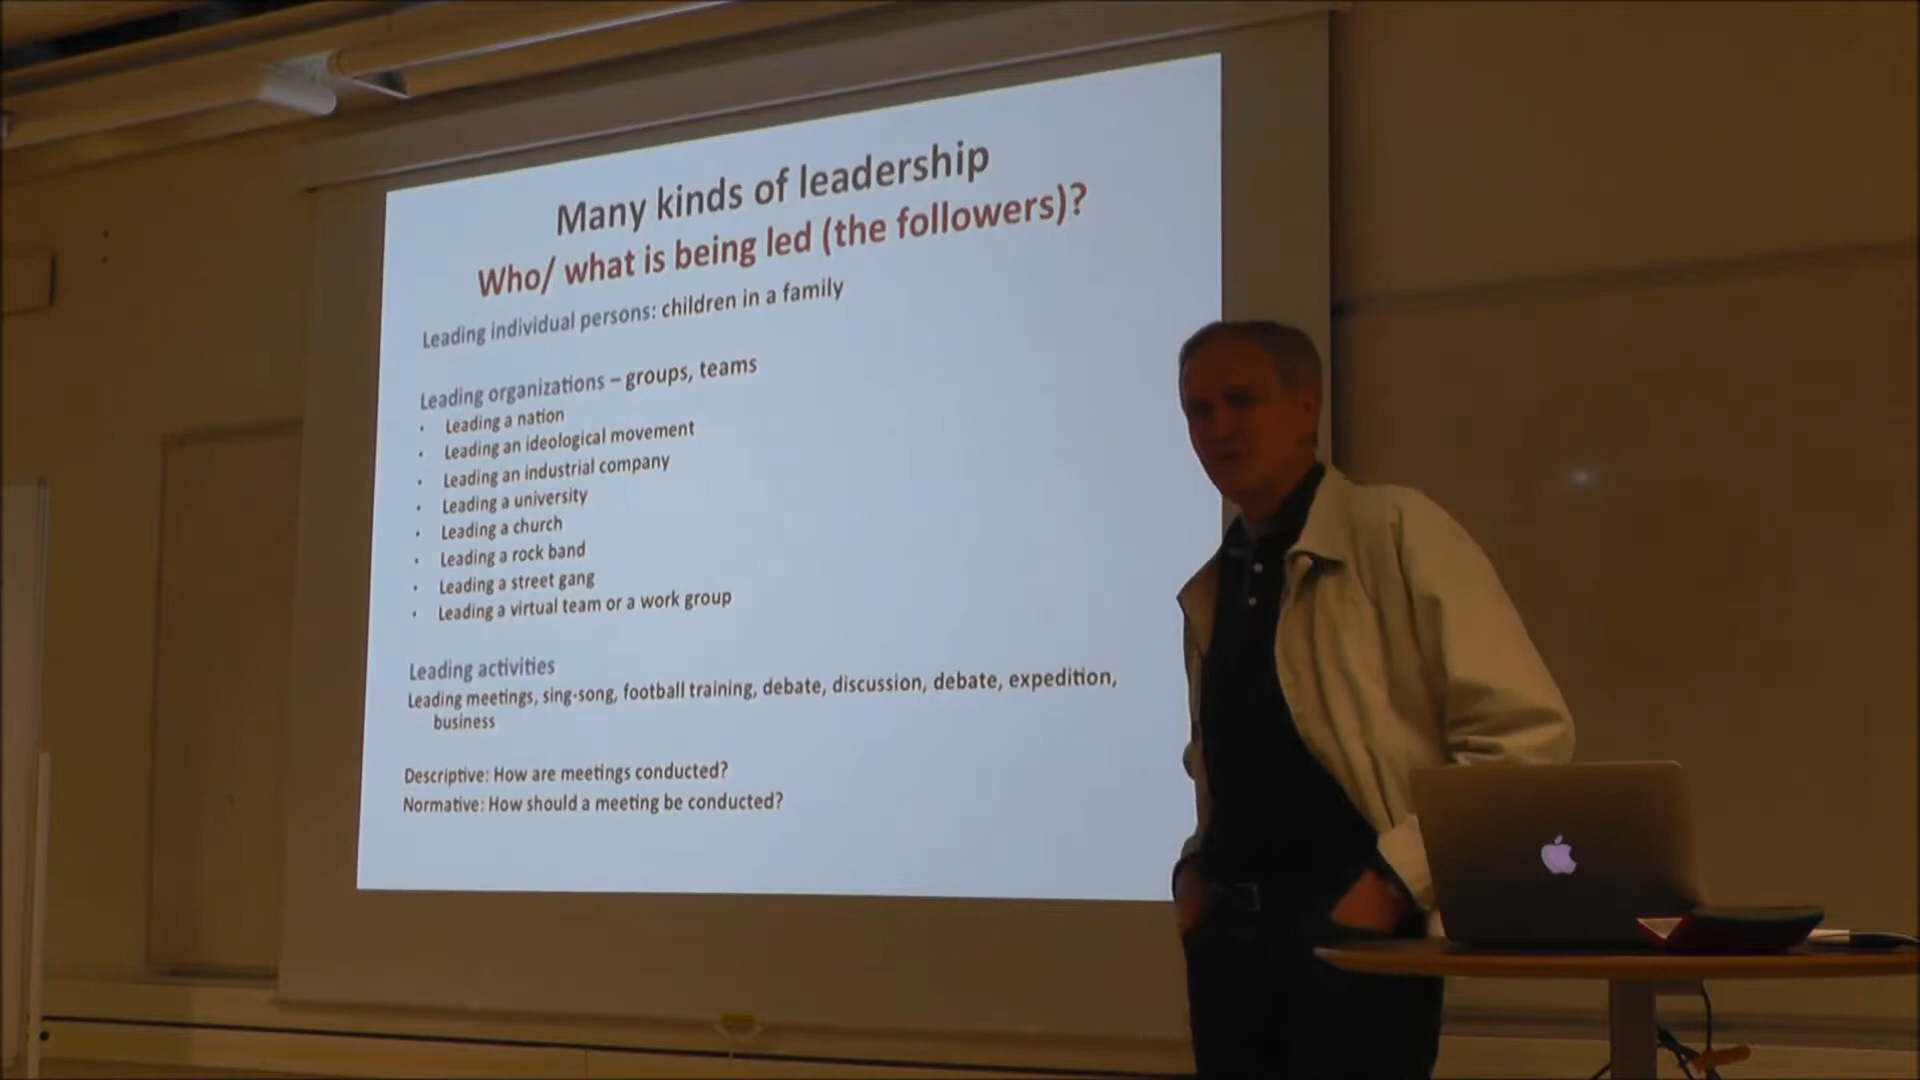 Many kinds of leadership
Who/ what is being led (the followers)?
Leading individual persons: children in a family
Leading organizations – groups, teams
• Leading a nation
• Leading an ideological movement
• Leading an industrial company
• Leading a university
• Leading a church
• Leading a rock band
• Leading a street gang
• Leading a virtual team or a work group
Leading activities
Leading meetings, sing-song, football training, debate, discussion, debate, expedition,
business
Descriptive: How are meetings conducted?
Normative: How should a meeting be conducted?